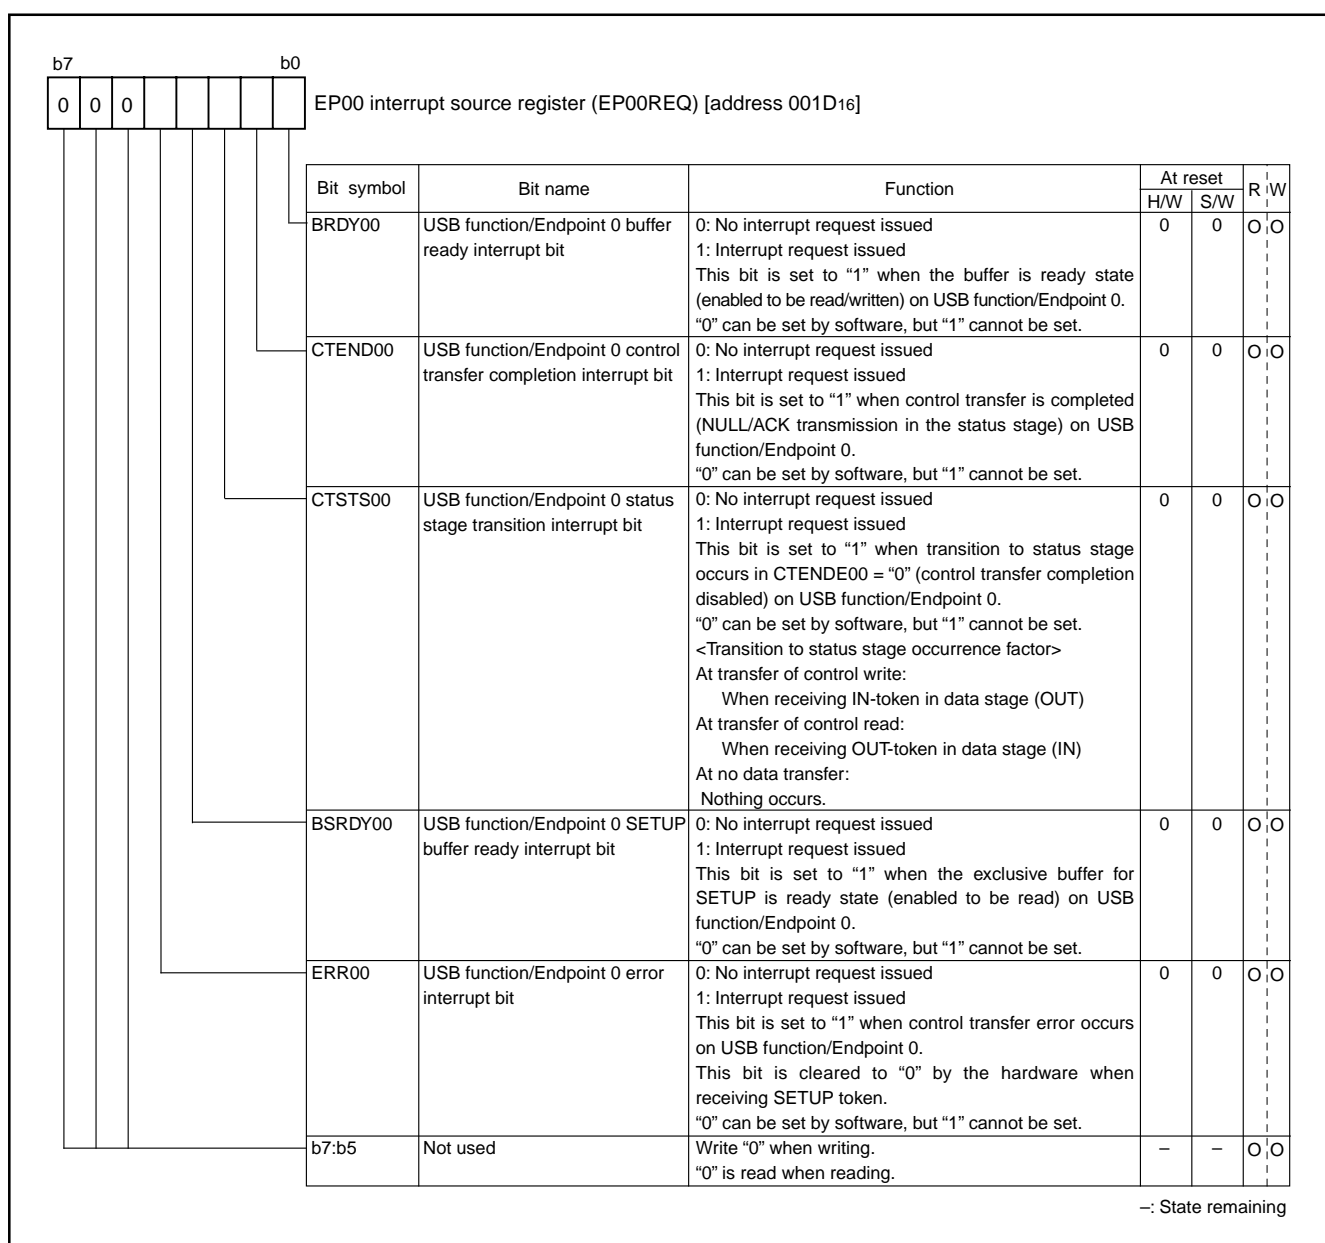 b7 b0
0 0 0
EP00 interrupt source register (EP00REQ) [address 001D16]
Bit symbol Bit name Function At reset R W
H/W S/W
BRDY00 USB function/Endpoint 0 buffer 0: No interrupt request issued 0 0 O O
ready interrupt bit 1: Interrupt request issued
This bit is set to “1” when the buffer is ready state
(enabled to be read/written) on USB function/Endpoint 0.
“0” can be set by software, but “1” cannot be set.
CTEND00 USB function/Endpoint 0 control 0: No interrupt request issued 0 0 O O
transfer completion interrupt bit 1: Interrupt request issued
This bit is set to “1” when control transfer is completed
(NULL/ACK transmission in the status stage) on USB
function/Endpoint 0.
“0” can be set by software, but “1” cannot be set.
CTSTS00 USB function/Endpoint 0 status 0: No interrupt request issued 0 0 O O
stage transition interrupt bit 1: Interrupt request issued
This bit is set to “1” when transition to status stage
occurs in CTENDE00 = “0” (control transfer completion
disabled) on USB function/Endpoint 0.
“0” can be set by software, but “1” cannot be set.
<Transition to status stage occurrence factor>
At transfer of control write:
When receiving IN-token in data stage (OUT)
At transfer of control read:
When receiving OUT-token in data stage (IN)
At no data transfer:
Nothing occurs.
BSRDY00 USB function/Endpoint 0 SETUP 0: No interrupt request issued 0 0 O O
buffer ready interrupt bit 1: Interrupt request issued
This bit is set to “1” when the exclusive buffer for
SETUP is ready state (enabled to be read) on USB
function/Endpoint 0.
“0” can be set by software, but “1” cannot be set.
ERR00 USB function/Endpoint 0 error 0: No interrupt request issued 0 0 O O
interrupt bit 1: Interrupt request issued
This bit is set to “1” when control transfer error occurs
on USB function/Endpoint 0.
This bit is cleared to “0” by the hardware when
receiving SETUP token.
“0” can be set by software, but “1” cannot be set.
b7:b5 Not used Write “0” when writing. – – O O
“0” is read when reading.
–: State remaining